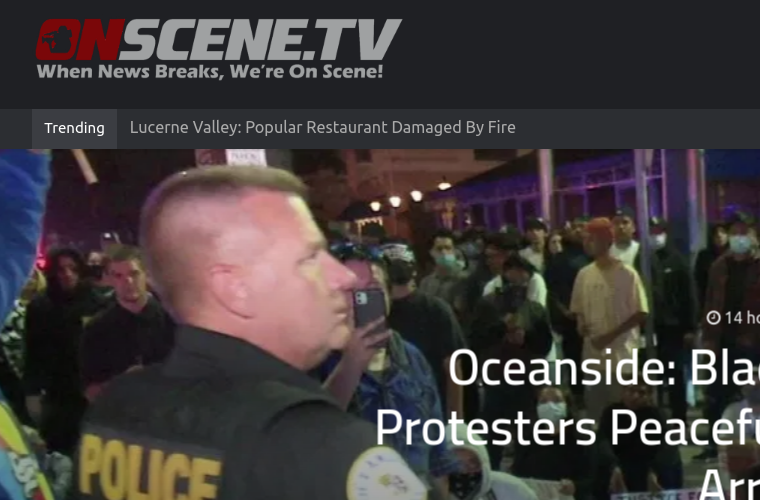 ONSCENE.TV
When News Breaks, We're On Scene!
Trending Lucerne Valley: Popular Restaurant Damaged By Fire
14 ho
Oceanside: Blac
Protesters Peacefu
Arr
POLICE